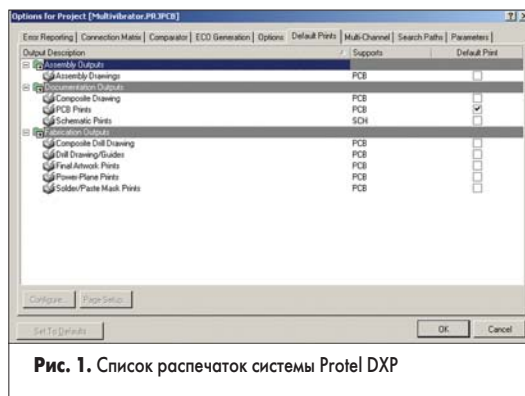 Options for Project [Multivibrator.PRJPCB]
Error Reporting | Connection Matrix | Comparator | ECO Generation | Options | Default Prints | Multi-Channel | Search Paths | Parameters
Output Description / Supports Default Print
Assembly Outputs
Assembly Drawings PCB
Documentation Outputs
Composite Drawing PCB
PCB Prints PCB
Schematic Prints SCH
Fabrication Outputs
Composite Drill Drawing PCB
Drill Drawing/Guides PCB
Final Artwork Prints PCB
Power-Plane Prints PCB
Solder/Paste Mask Prints PCB
Configure... Page Setup...
Set To Defaults OK Cancel
Рис. 1. Список распечаток системы Protel DXP